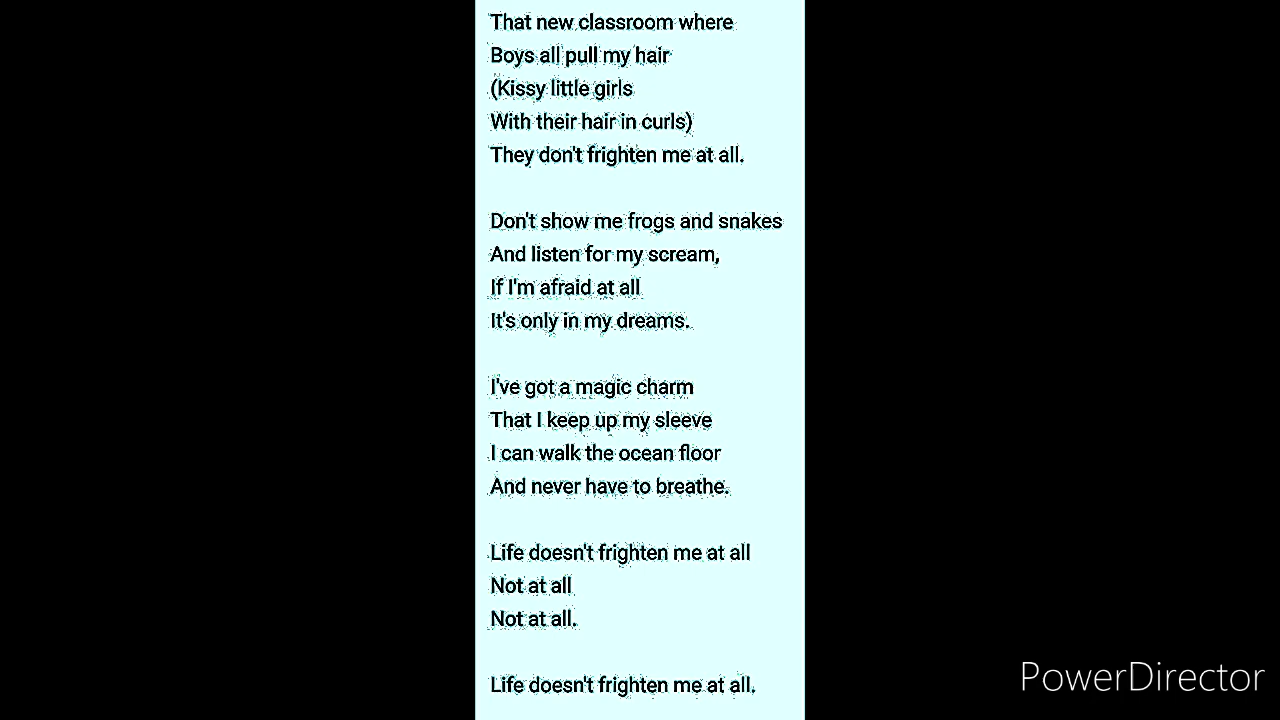 That new classroom where
Boys all pull my hair
(Kissy little girls
With their hair in curls)
They don't frighten me at all.
Don't show me frogs and snakes
And listen for my scream,
If I'm afraid at all
It's only in my dreams.
I've got a magic charm
That I keep up my sleeve
I can walk the ocean floor
And never have to breathe.
Life doesn't frighten me at all
Not at all
Not at all.
Life doesn't frighten me at all.
PowerDirector